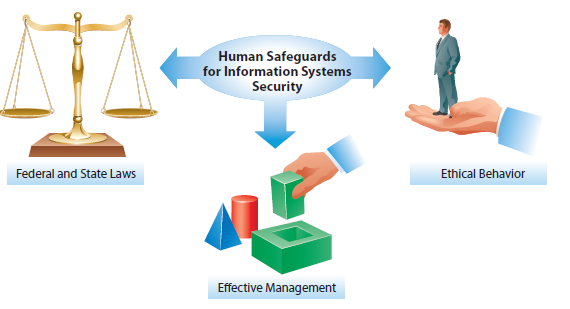 Human Safeguards
for Information Systems
Security
Federal and State Laws
Ethical Behavior
Effective Management